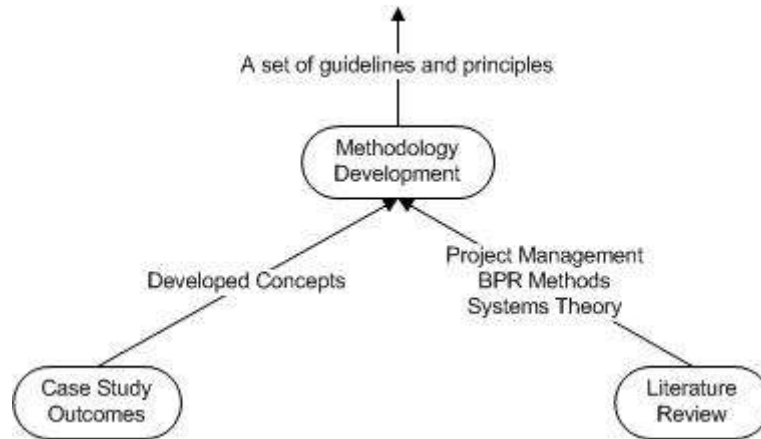 A set of guidelines and principles
Methodology
Development
Developed Concepts
Project Management
BPR Methods
Systems Theory
Case Study
Outcomes
Literature
Review